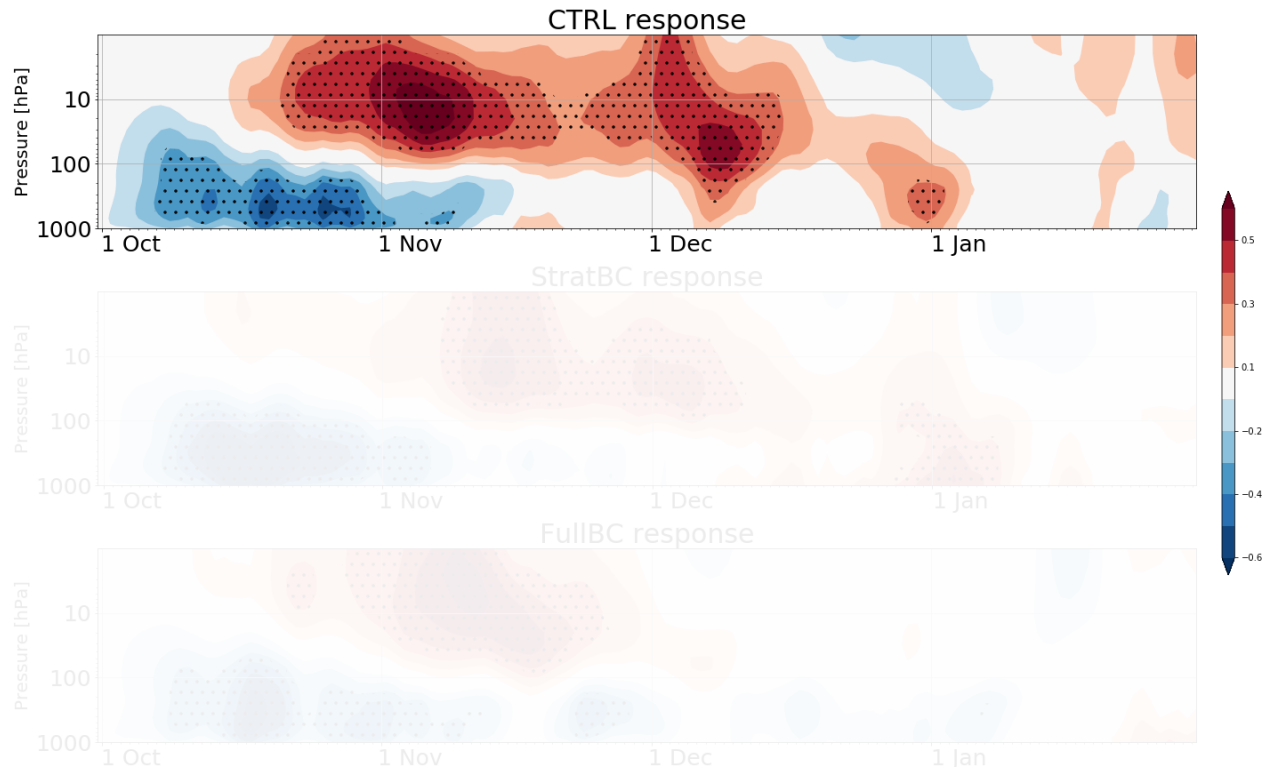 CTRL response
Pressure [hPa]
10
100
1000
1 Oct
1 Nov
1 Dec
1 Jan
StratBC response
Pressure [hPa]
10
100
1000
1 Oct
1 Nov
1 Dec
1 Jan
FullBC response
Pressure [hPa]
10
100
1000
1 Oct
1 Nov
1 Dec
1 Jan
0.5
0.3
0.1
−0.2
−0.4
−0.6